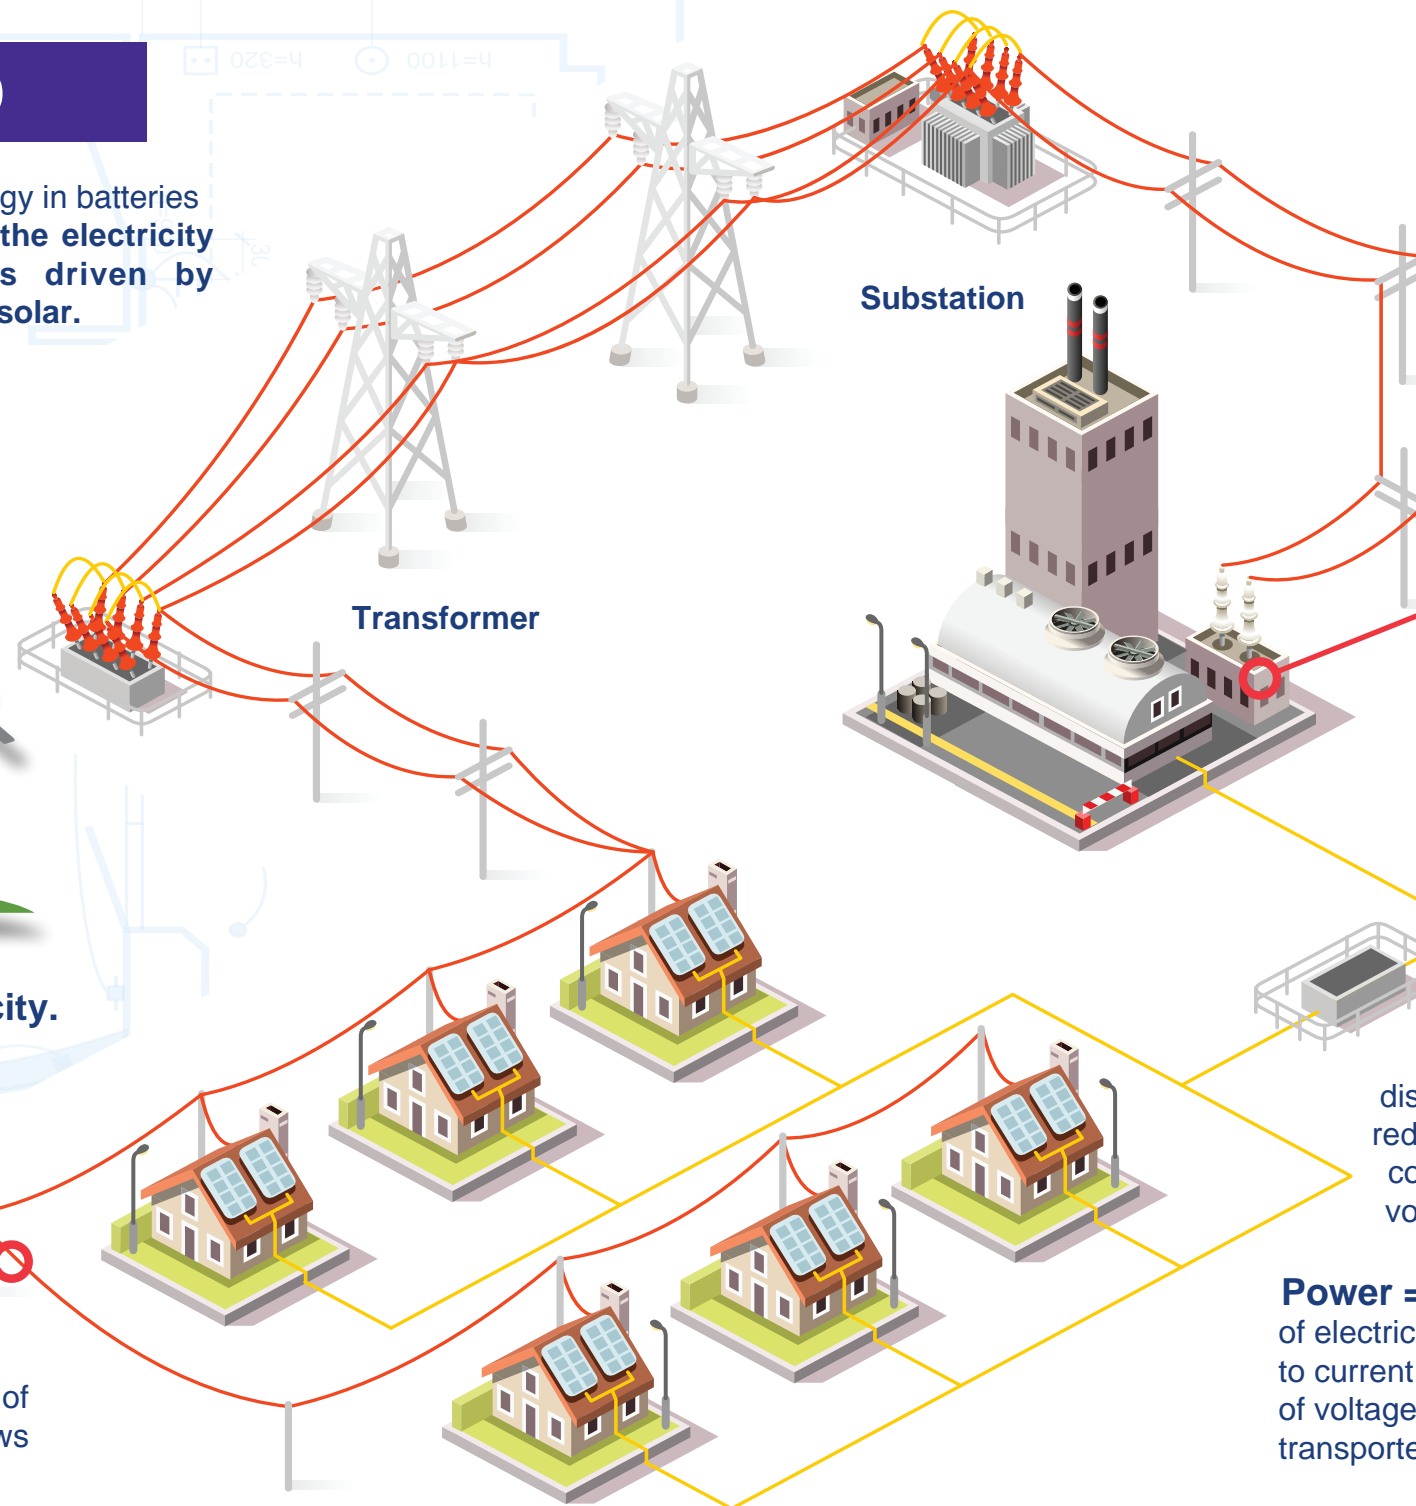 gy in batteries
the electricity
s driven by
solar.
h=320
h=1100
Substation
Transformer
city.
dis
red
co
vo
Power =
of electric
to current
of voltage
transporte
of
ws